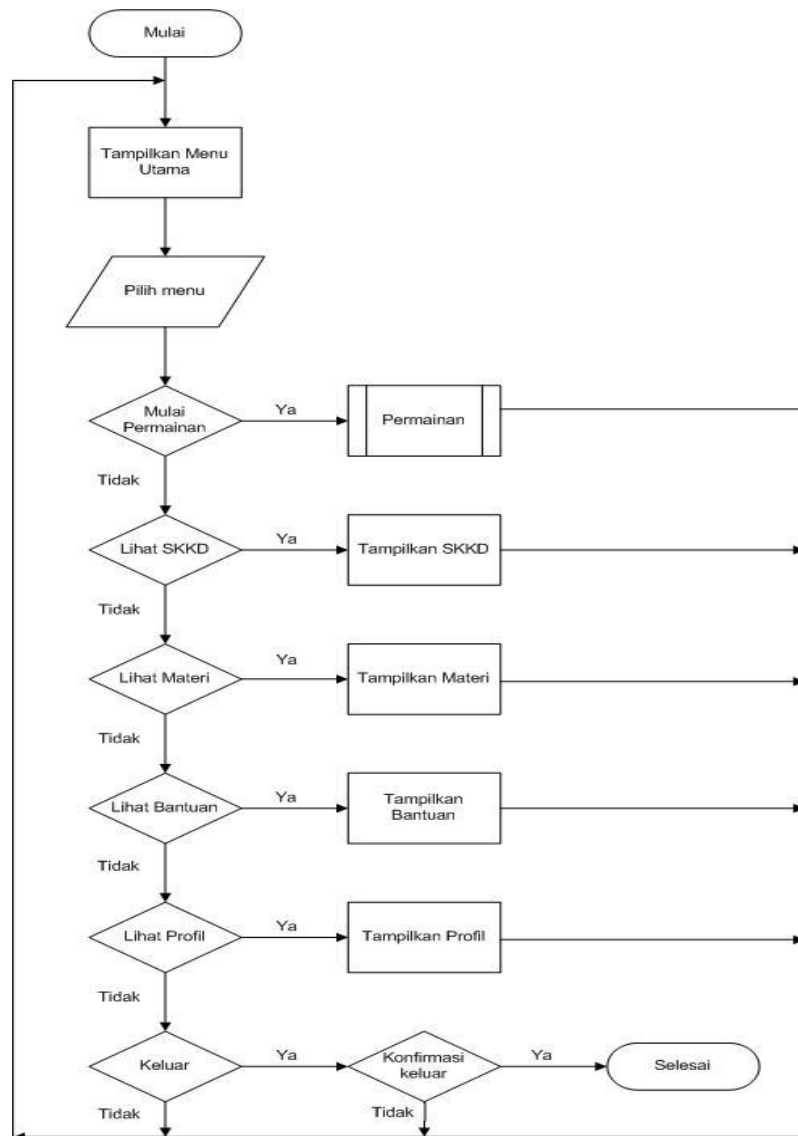 Mulai
Tampilkan Menu
Utama
Pilih menu
Mulai
Permainan
Ya
Permainan
Tidak
Lihat SKKD
Ya
Tampilkan SKKD
Tidak
Lihat Materi
Ya
Tampilkan Materi
Tidak
Lihat Bantuan
Ya
Tampilkan
Bantuan
Tidak
Lihat Profil
Ya
Tampilkan Profil
Tidak
Keluar
Ya
Konfirmasi
keluar
Ya
Selesai
Tidak
Tidak